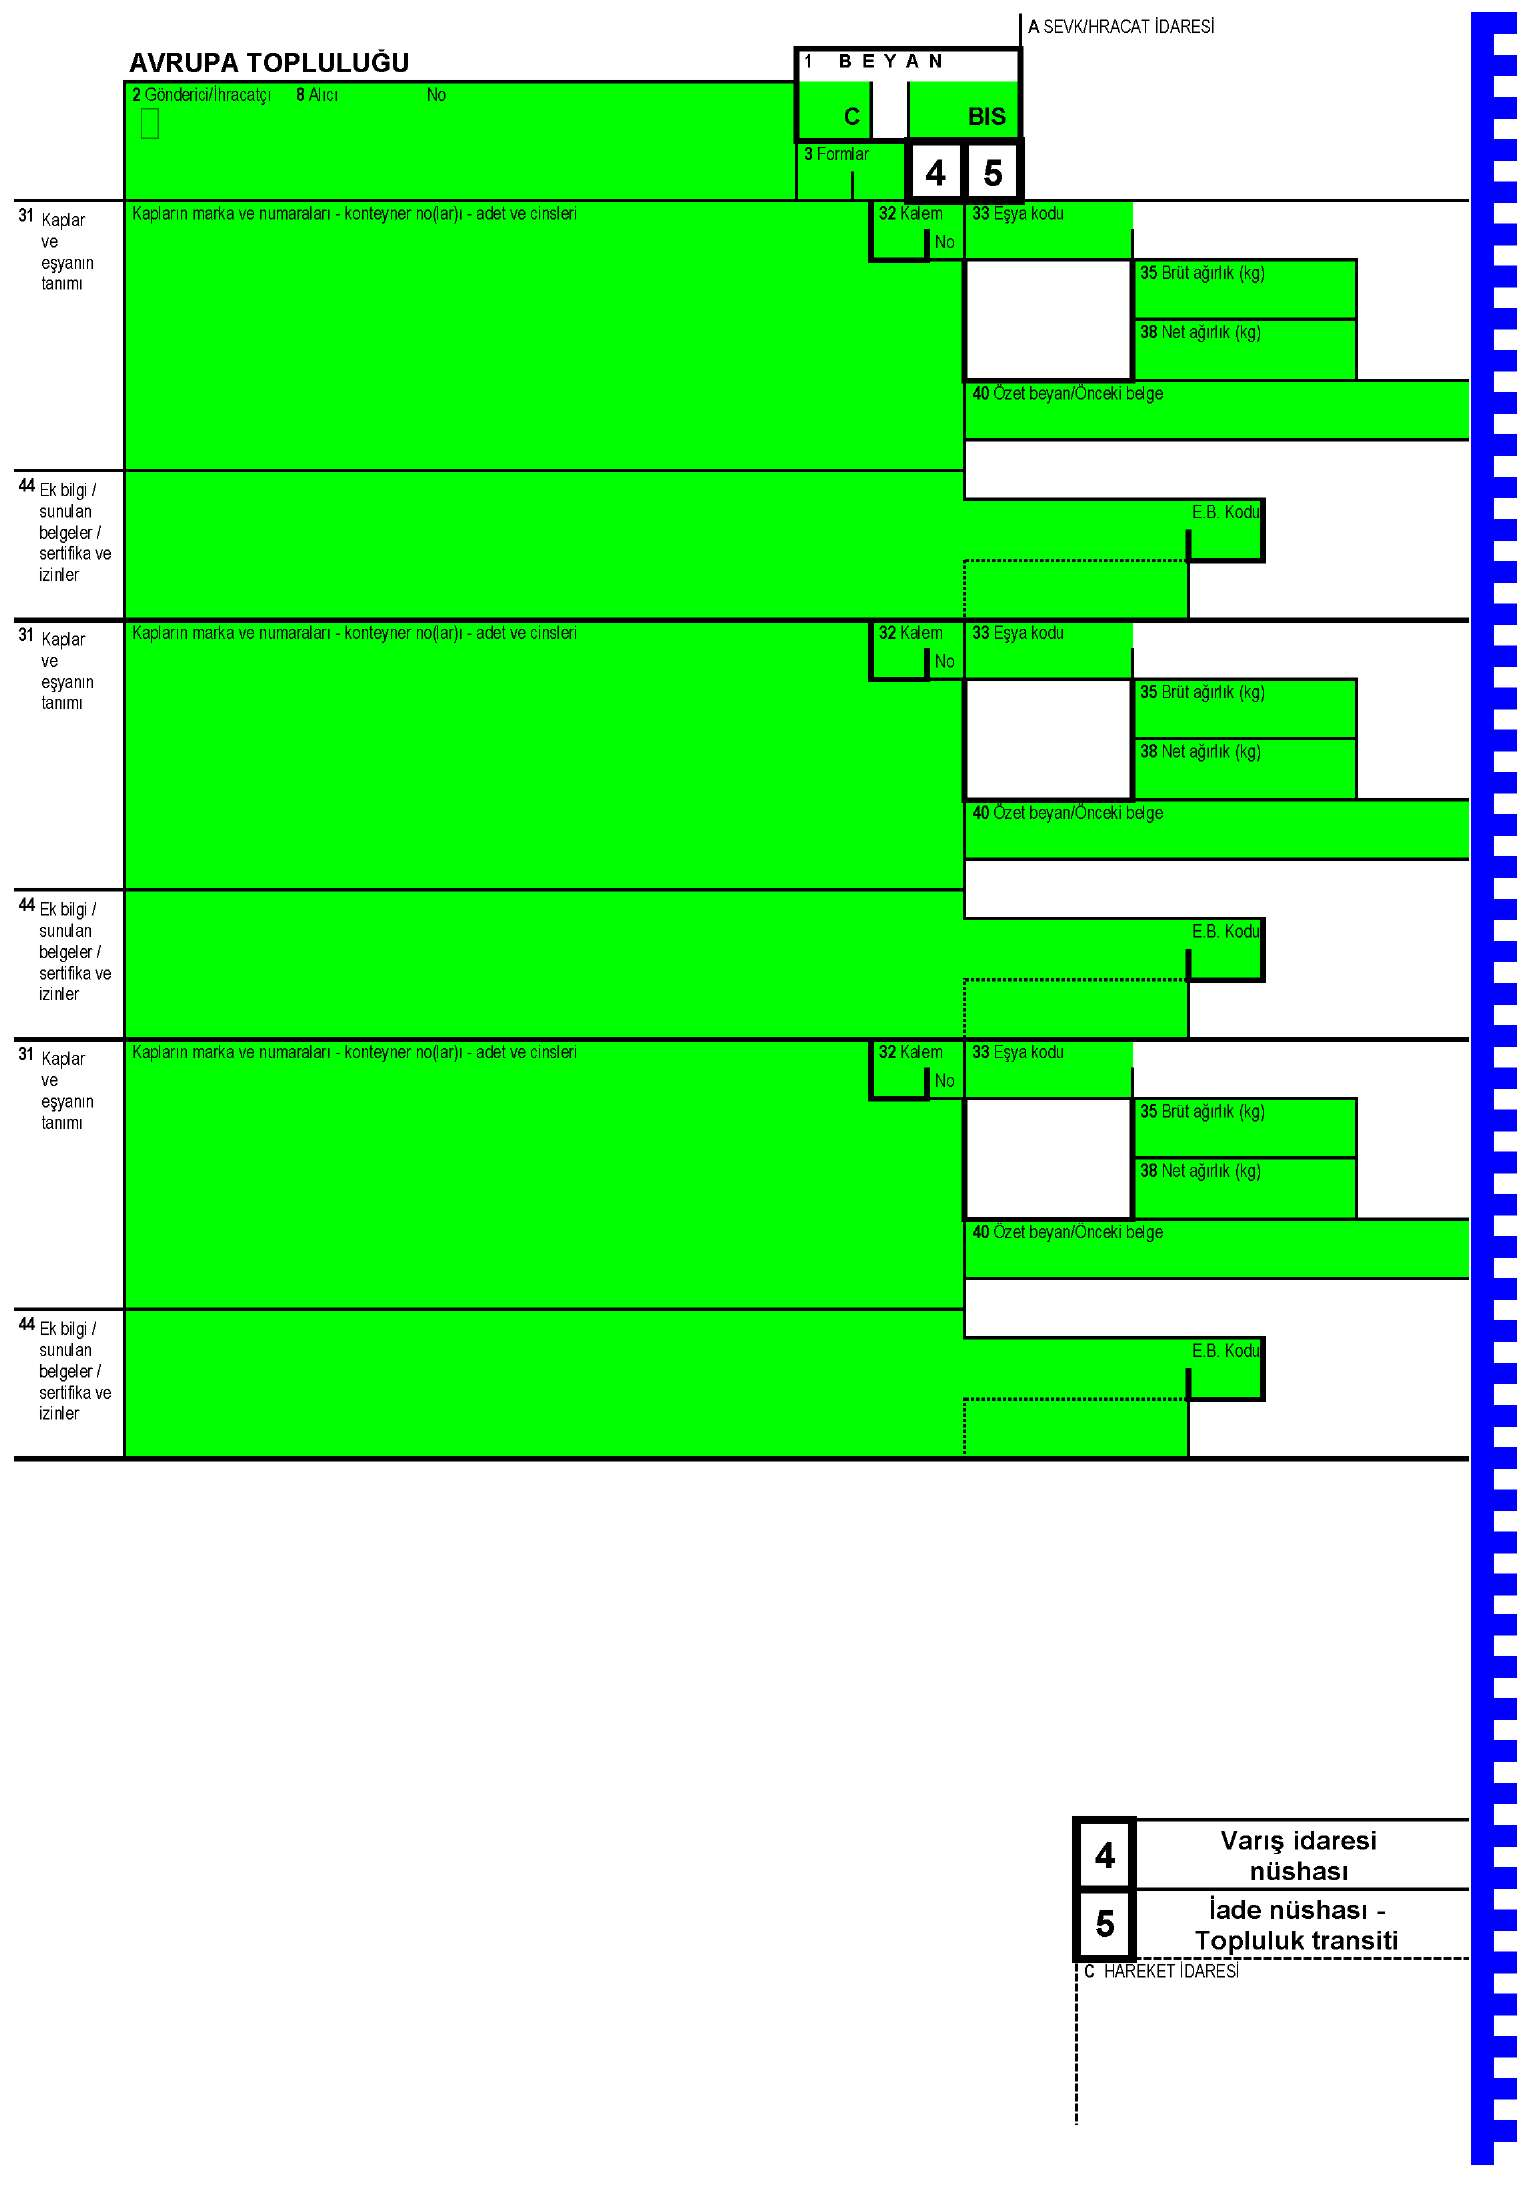 A SEVK/HRACAT İDARESİ
AVRUPA TOPLULUĞU
1 B E Y A N
2 Gönderici/İhracatçı 8 Alıcı No
C BIS
3 Formlar
4 5
31 Kaplar
ve
eşyanın
tanımı
Kapların marka ve numaraları - konteyner no(lar)ı - adet ve cinsleri
32 Kalem
No
33 Eşya kodu
35 Brüt ağırlık (kg)
38 Net ağırlık (kg)
40 Özet beyan/Önceki belge
44 Ek bilgi /
sunulan
belgeler /
sertifika ve
izinler
E.B. Kodu
31 Kaplar
ve
eşyanın
tanımı
Kapların marka ve numaraları - konteyner no(lar)ı - adet ve cinsleri
32 Kalem
No
33 Eşya kodu
35 Brüt ağırlık (kg)
38 Net ağırlık (kg)
40 Özet beyan/Önceki belge
44 Ek bilgi /
sunulan
belgeler /
sertifika ve
izinler
E.B. Kodu
31 Kaplar
ve
eşyanın
tanımı
Kapların marka ve numaraları - konteyner no(lar)ı - adet ve cinsleri
32 Kalem
No
33 Eşya kodu
35 Brüt ağırlık (kg)
38 Net ağırlık (kg)
40 Özet beyan/Önceki belge
44 Ek bilgi /
sunulan
belgeler /
sertifika ve
izinler
E.B. Kodu
4 Varış idaresi
nüshası
5 İade nüshası -
Topluluk transiti
C HAREKET İDARESİ